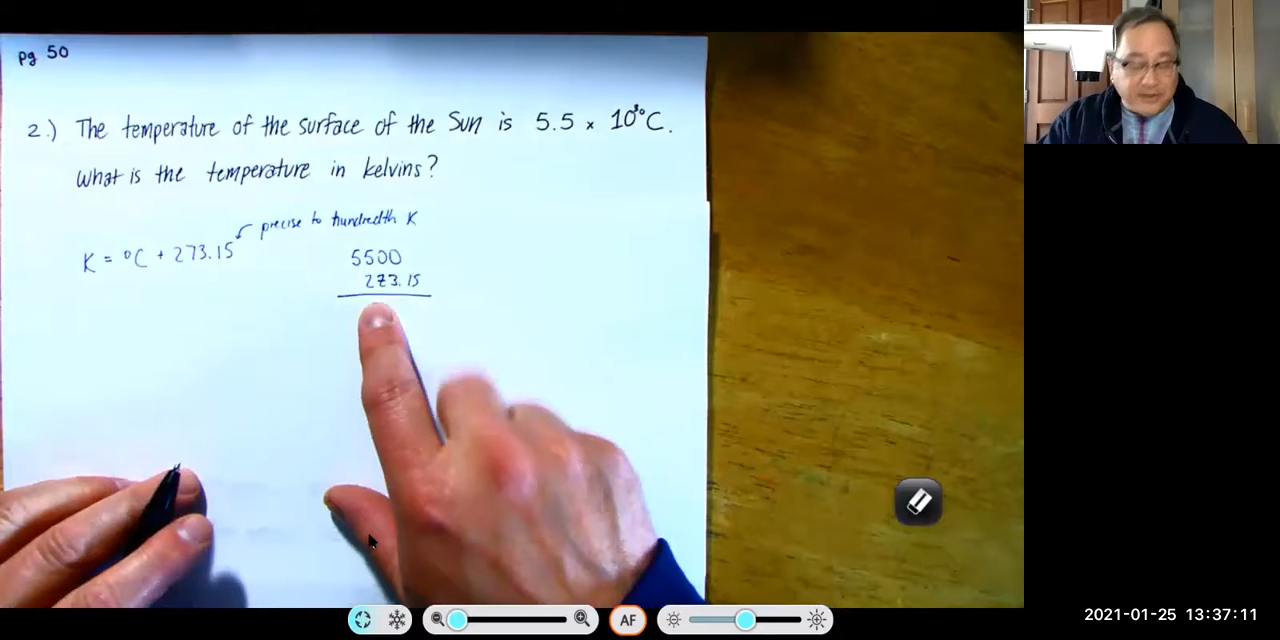 pg 50
2.) The temperature of the surface of the Sun is 5.5 × 10³°C.
What is the temperature in kelvins?
precise to hundredth K
K = °C + 273.15
5500
273.15
AF
2021-01-25 13:37:11